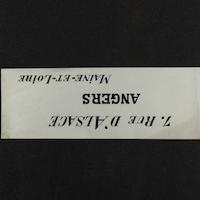 7. Rue D'Alsace
ANGERS
Maine-et-Loire